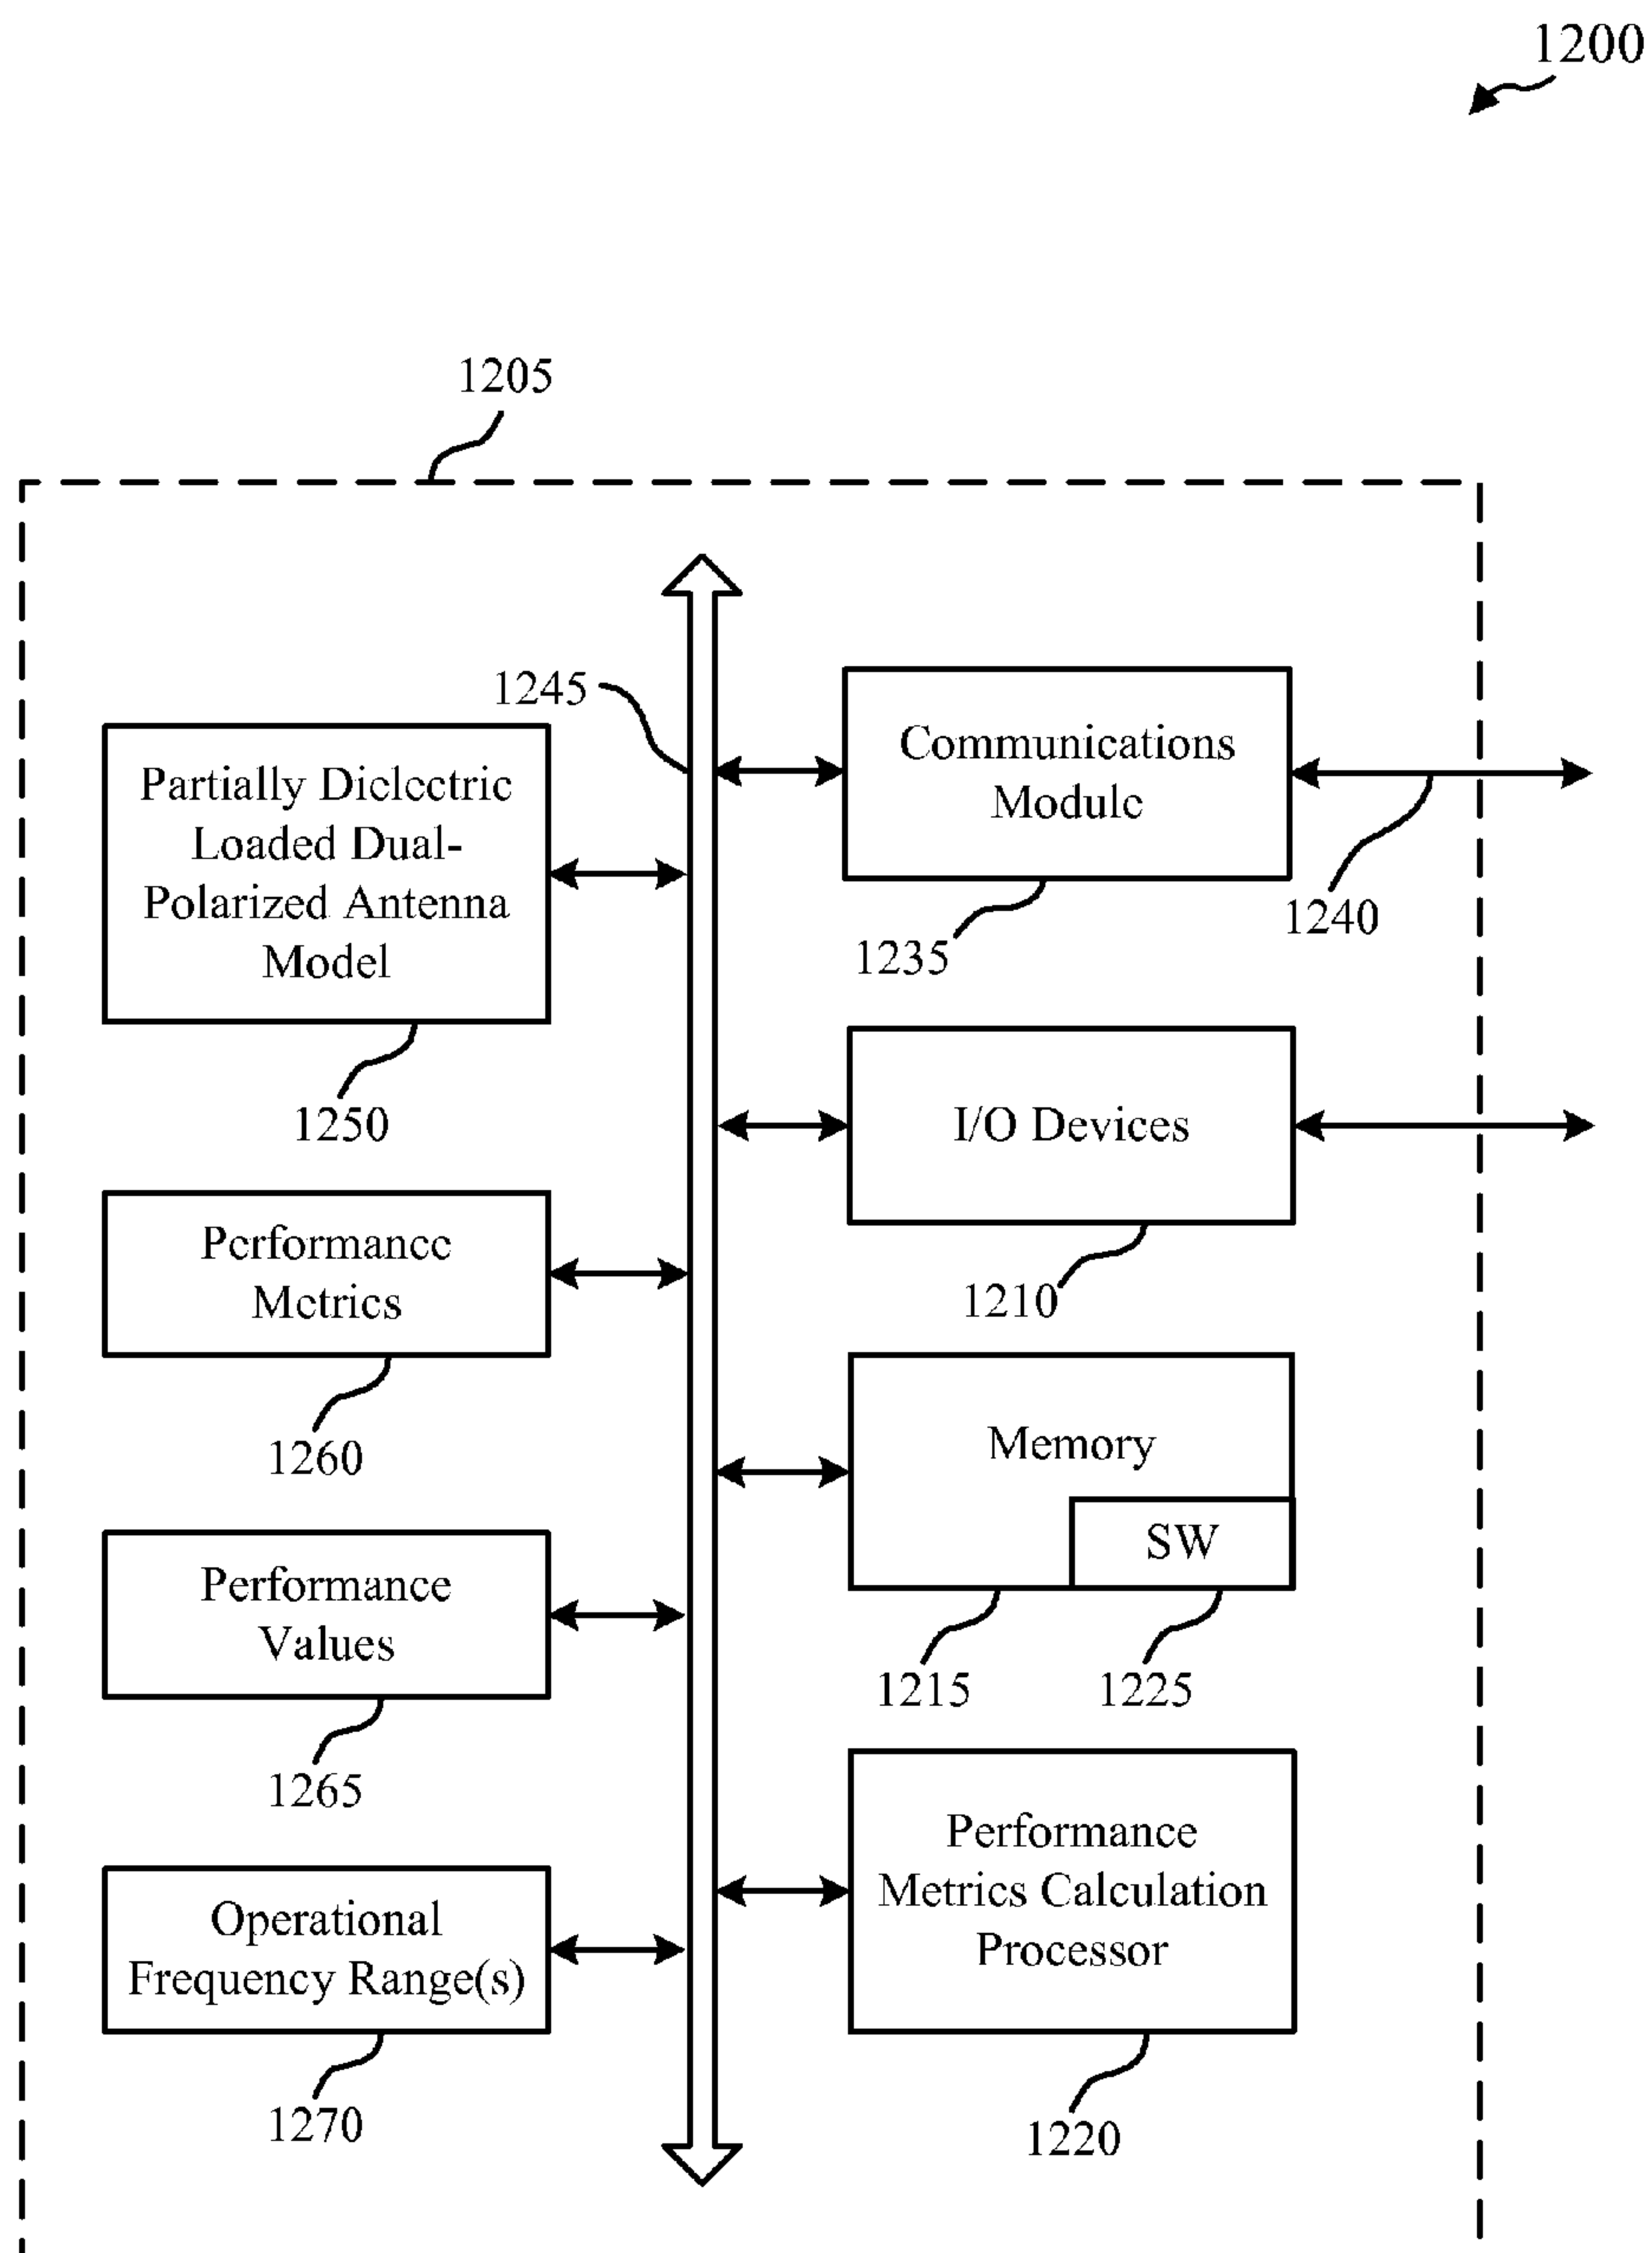 1200
1205
1245
Communications
Module
Partially Dielectric
Loaded Dual-
Polarized Antenna
Model
1240
1235
1250
I/O Devices
Performance
Metrics
1210
1260
Memory
SW
Performance
Values
1215
1225
1265
Performance
Metrics Calculation
Processor
Operational
Frequency Range(s)
1270
1220